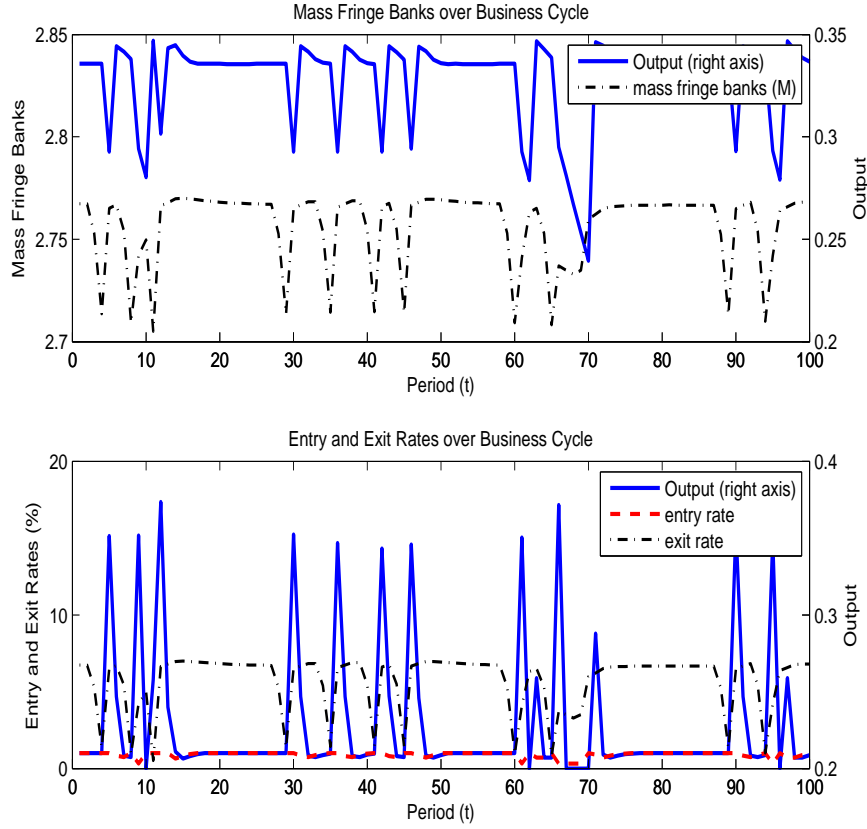 Mass Fringe Banks over Business Cycle
2.85
2.8
2.75
2.7
Mass Fringe Banks
0.35
0.3
0.25
0.2
Output
Output (right axis)
mass fringe banks (M)
0 10 20 30 40 50 60 70 80 90 100
Period (t)
Entry and Exit Rates over Business Cycle
20
15
10
5
0
Entry and Exit Rates (%)
0.4
0.3
0.2
Output
Output (right axis)
entry rate
exit rate
0 10 20 30 40 50 60 70 80 90 100
Period (t)